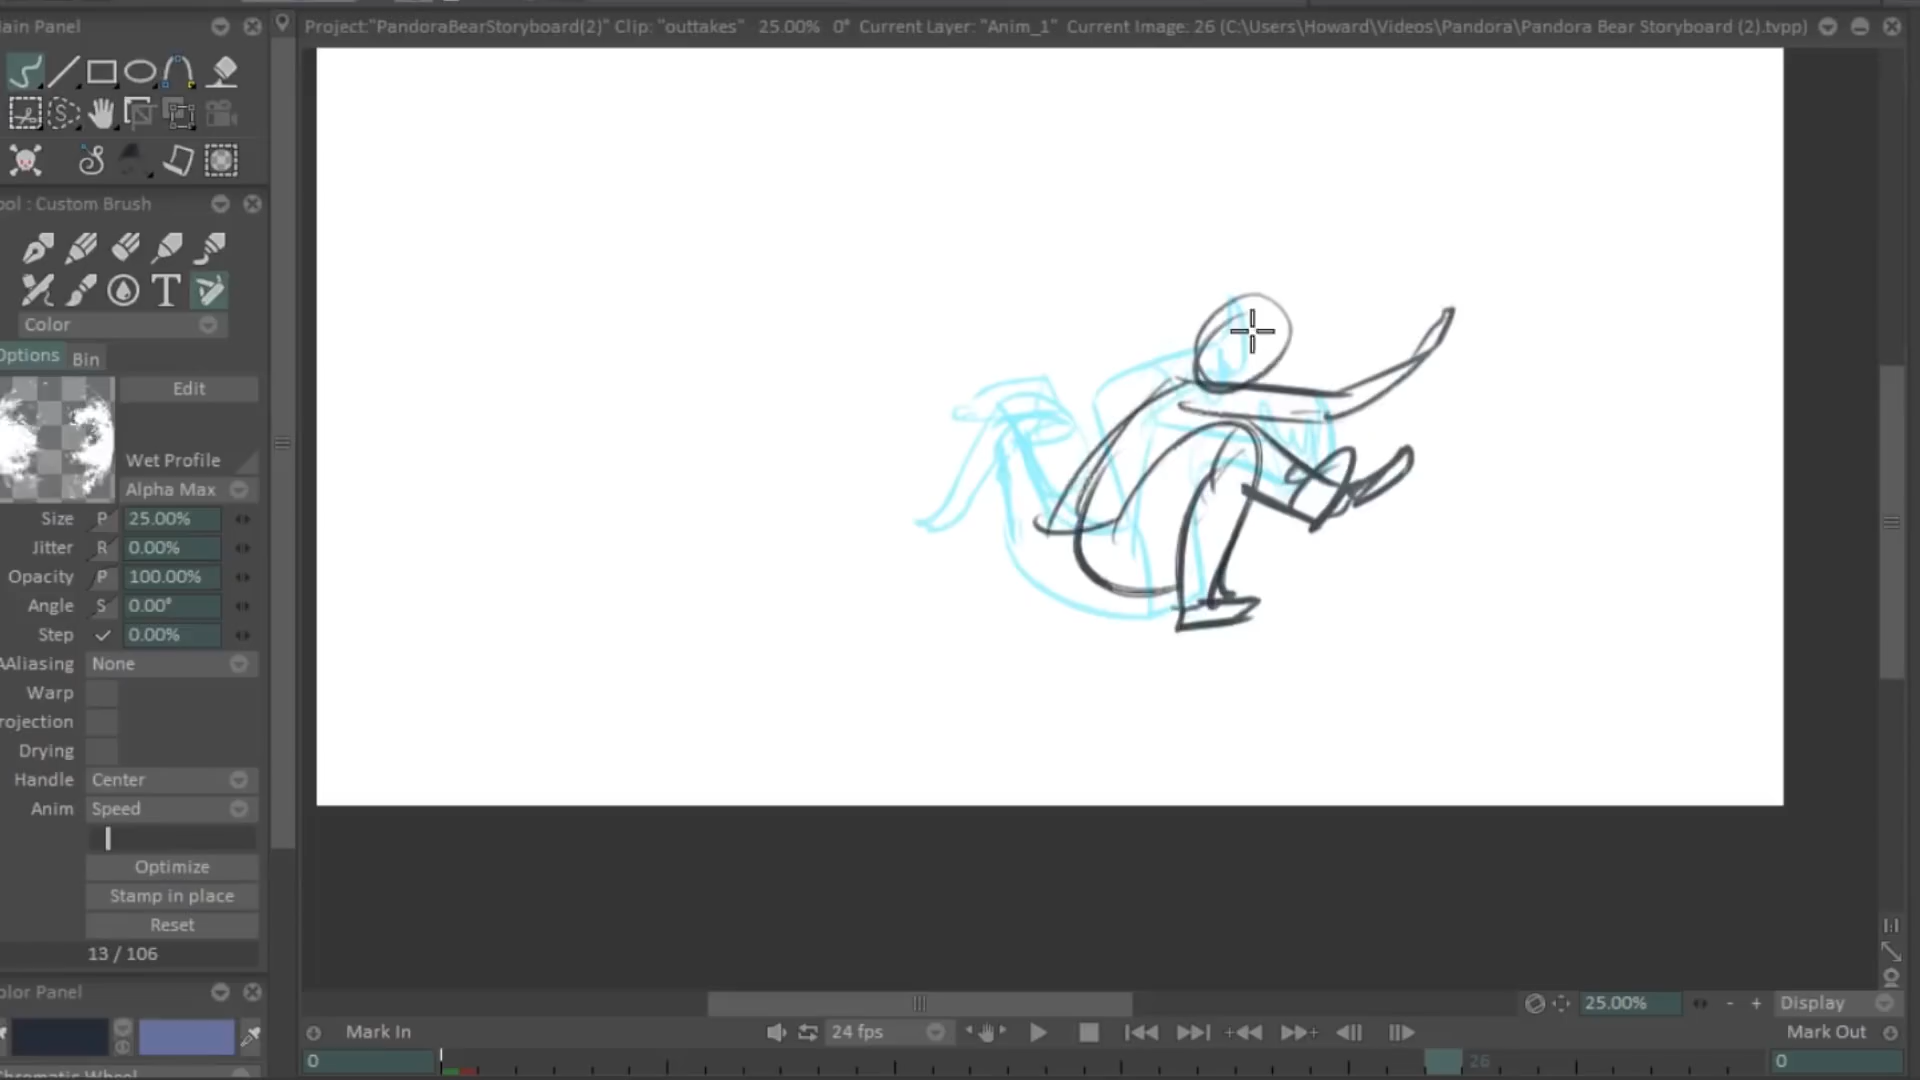 ain Panel
Project:"PandoraBearStoryboard(2)" Clip: "outtakes" 25.00% 0° Current Layer: "Anim_1" Current Image: 26 (C:\Users\Howard\Videos\Pandora\Pandora Bear Storyboard (2).tvpp)
ool : Custom Brush
T
Color
Options Bin
Edit
Wet Profile
Alpha Max
Size P 25.00%
Jitter R 0.00%
Opacity P 100.00%
Angle S 0.00°
Step 0.00%
AAliasing None
Warp
rojection
Drying
Handle Center
Anim Speed
Optimize
Stamp in place
Reset
13 / 106
olor Panel
25.00% - + Display
Mark In 24 fps Mark Out
0 26 0
Chromatic Wheel